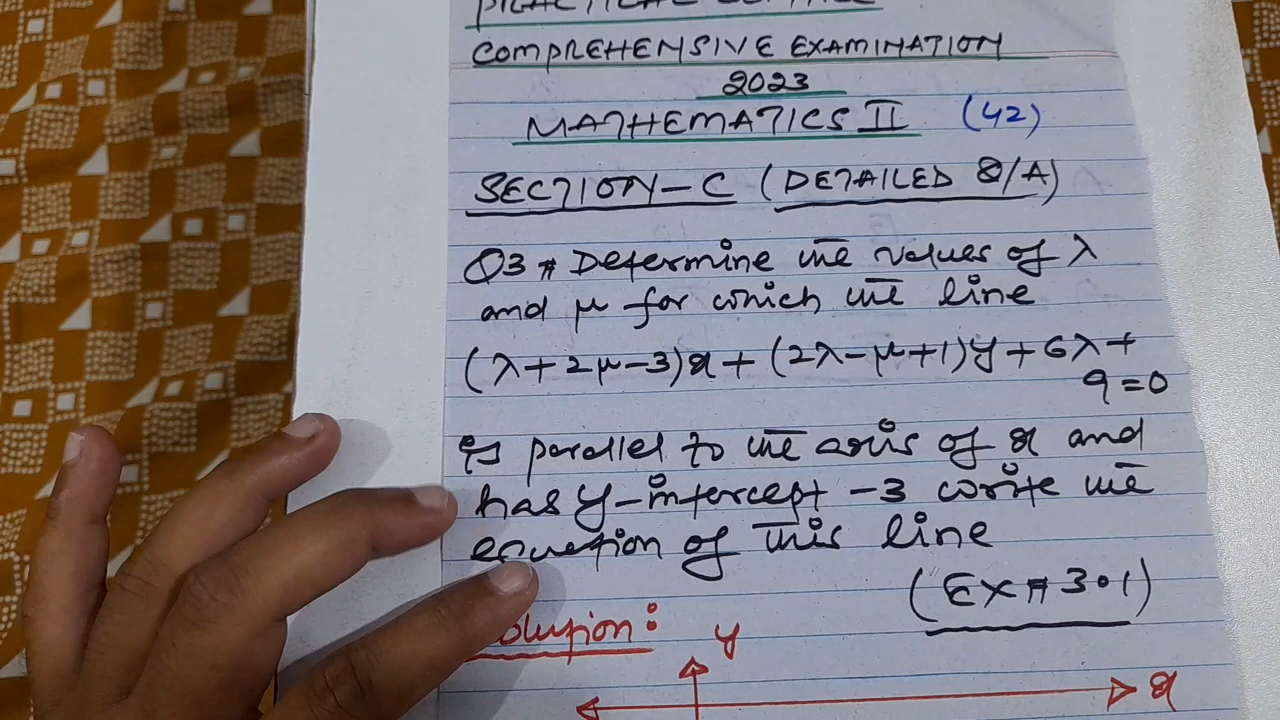 PRACTICAL CENTRE
COMPREHENSIVE EXAMINATION
2023
MATHEMATICS II (42)
SECTION-C (DETAILED Q/A)
Q3# Determine the values of λ
and μ for which the line
(λ+2μ-3)x + (2λ-μ+1)y + 6λ+
9=0
is parallel to the axis of x and
has y-intercept -3 write the
equation of this line
(EX#3.1)
Solution:
y
x